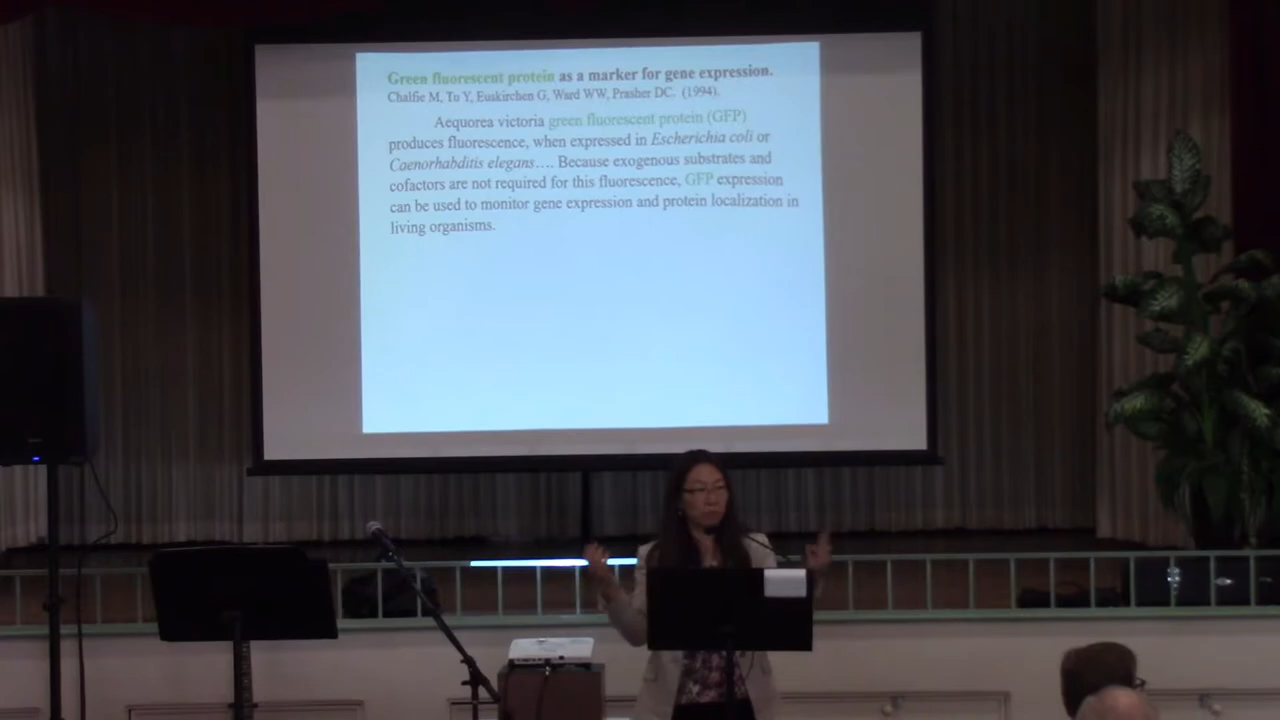 Green fluorescent protein as a marker for gene expression.
Chalfie M, Tu Y, Euskirchen G, Ward WW, Prasher DC. (1994).
Aequorea victoria green fluorescent protein (GFP)
produces fluorescence, when expressed in Escherichia coli or
Caenorhabditis elegans…. Because exogenous substrates and
cofactors are not required for this fluorescence, GFP expression
can be used to monitor gene expression and protein localization in
living organisms.